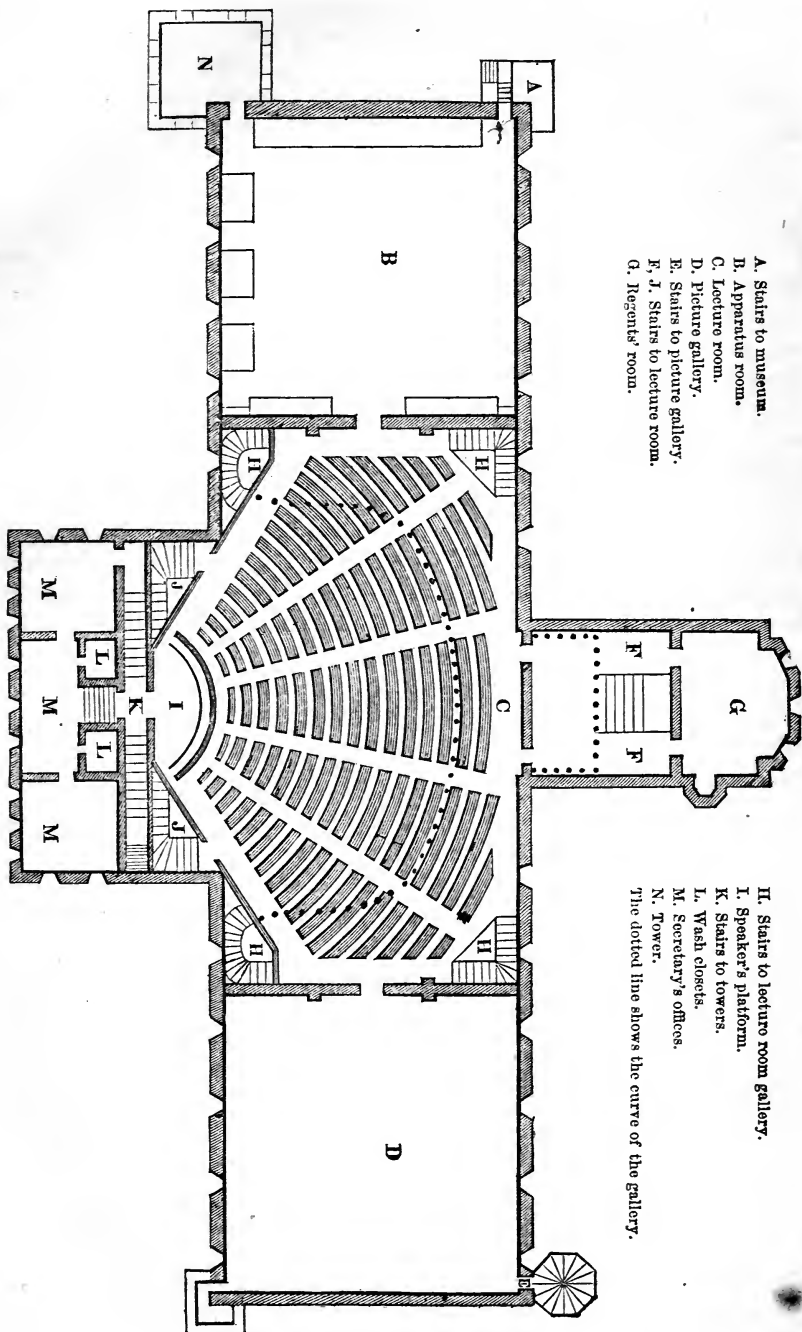 A. Stairs to museum.
B. Apparatus room.
C. Lecture room.
D. Picture gallery.
E. Stairs to picture gallery.
F, J. Stairs to lecture room.
G. Regents' room.
H. Stairs to lecture room gallery.
I. Speaker's platform.
K. Stairs to towers.
L. Wash closets.
M. Secretary's offices.
N. Tower.
The dotted line shows the curve of the gallery.
N
A
B
H
H
J
M
L
F
G
K
I
C
M
L
F
J
M
H
H
D
E